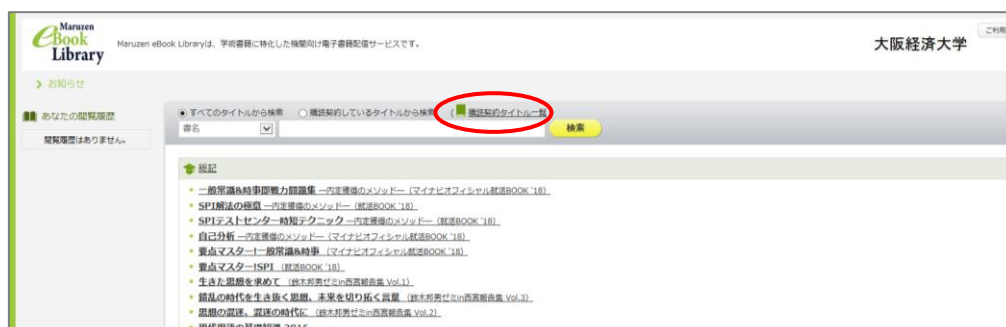 Maruzen
eBook
Library
Maruzen eBook Libraryは、学術書籍に特化した機関向け電子書籍配信サービスです。
大阪経済大学
ご利用
お知らせ
あなたの閲覧履歴
閲覧履歴はありません。
すべてのタイトルから検索 購読契約しているタイトルから検索 ( 購読契約タイトル一覧
書名 検索
総記
一般常識&時事即戦力問題集 ―内定獲得のメソッド―（マイナビオフィシャル就活BOOK '18）
SPI解法の極意 ―内定獲得のメソッド―（就活BOOK '18）
SPIテストセンター時短テクニック ―内定獲得のメソッド―（就活BOOK '18）
自己分析 ―内定獲得のメソッド―（マイナビオフィシャル就活BOOK '18）
要点マスター!一般常識&時事 （マイナビオフィシャル就活BOOK '18）
要点マスター!SPI （就活BOOK '18）
生きた思想を求めて （鈴木邦男ゼミin西宮報告集 Vol.1）
錯乱の時代を生き抜く思想、未来を切り拓く言葉 （鈴木邦男ゼミin西宮報告集 Vol.3）
思想の混迷、混迷の時代に （鈴木邦男ゼミin西宮報告集 Vol.2）
現代用語の基礎知識 2016